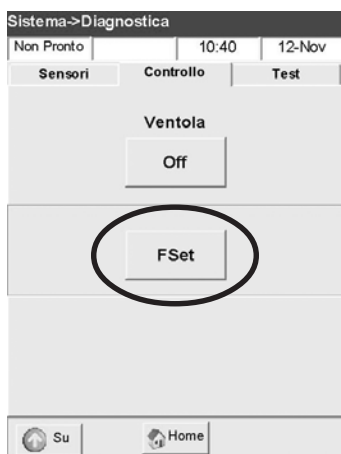 Sistema->Diagnostica
Non Pronto 10:40 12-Nov
Sensori Controllo Test
Ventola
Off
FSet
Su Home